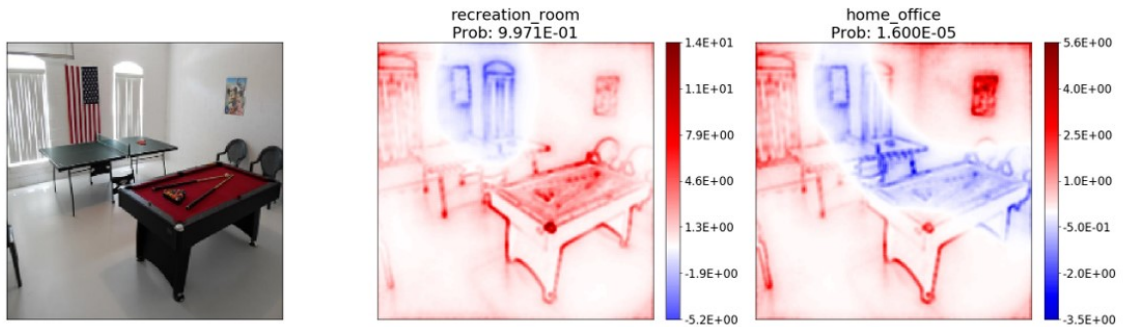 recreation_room
Prob: 9.971E-01
1.4E+01
1.1E+01
7.9E+00
4.6E+00
1.3E+00
-1.9E+00
-5.2E+00
home_office
Prob: 1.600E-05
5.6E+00
4.0E+00
2.5E+00
1.0E+00
-5.0E-01
-2.0E+00
-3.5E+00